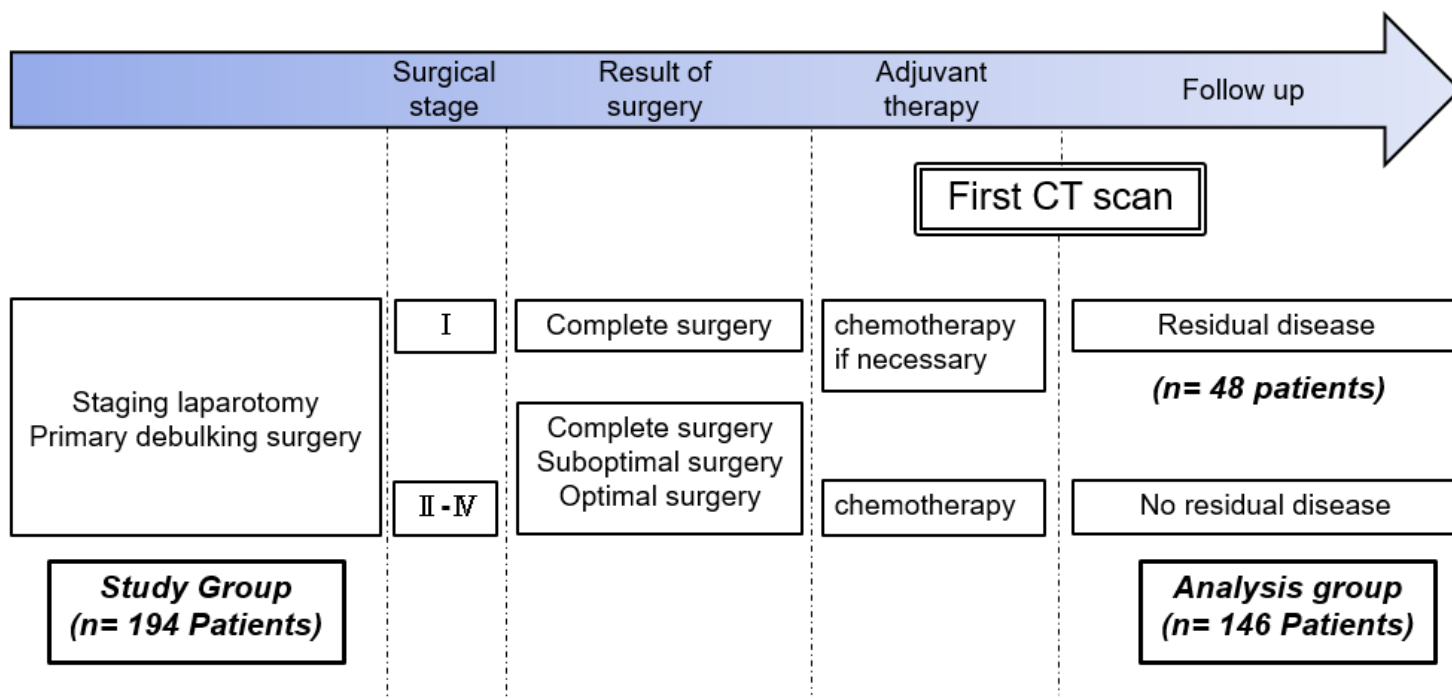 Surgical
stage
Result of
surgery
Adjuvant
therapy
Follow up
First CT scan
Staging laparotomy
Primary debulking surgery
Ⅰ
Ⅱ-Ⅳ
Complete surgery
Complete surgery
Suboptimal surgery
Optimal surgery
chemotherapy
if necessary
chemotherapy
Residual disease
(n= 48 patients)
No residual disease
Study Group
(n= 194 Patients)
Analysis group
(n= 146 Patients)